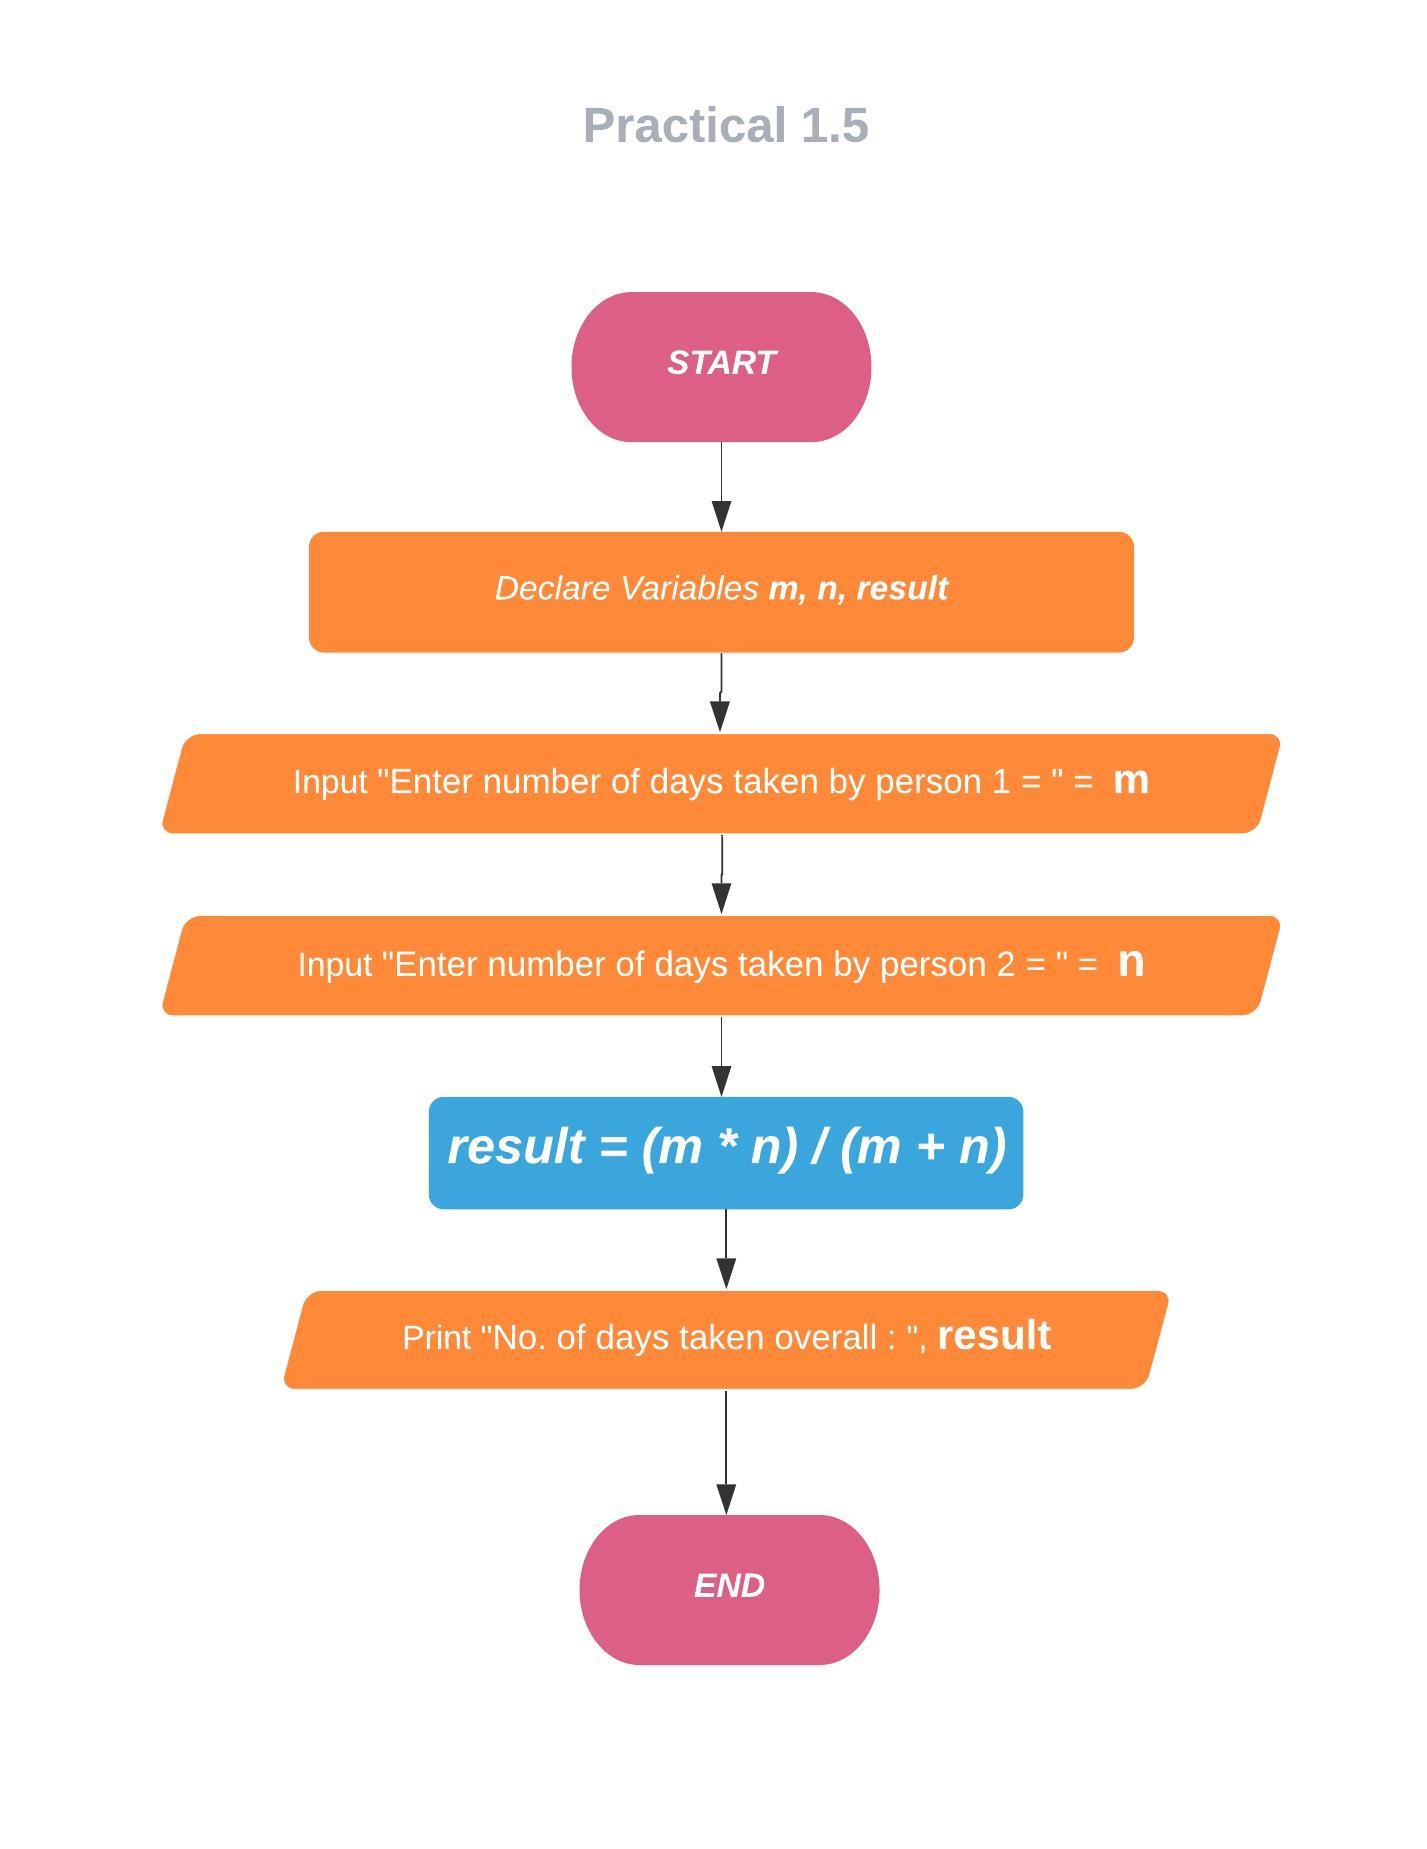 Practical 1.5
START
Declare Variables m, n, result
Input "Enter number of days taken by person 1 = " = m
Input "Enter number of days taken by person 2 = " = n
result = (m * n) / (m + n)
Print "No. of days taken overall : ", result
END